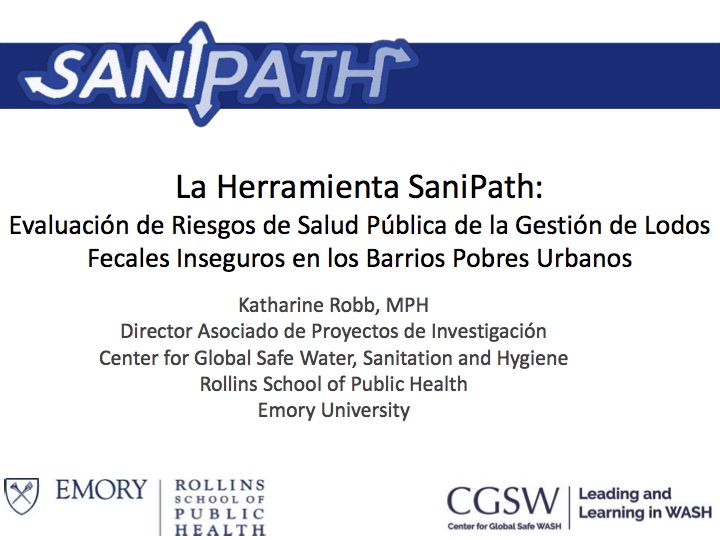 SANIPATH
La Herramienta SaniPath:
Evaluación de Riesgos de Salud Pública de la Gestión de Lodos
Fecales Inseguros en los Barrios Pobres Urbanos
Katharine Robb, MPH
Director Asociado de Proyectos de Investigación
Center for Global Safe Water, Sanitation and Hygiene
Rollins School of Public Health
Emory University
EMORY
ROLLINS
SCHOOL OF
PUBLIC
HEALTH
CGSW
Center for Global Safe WASH
Leading and
Learning in WASH